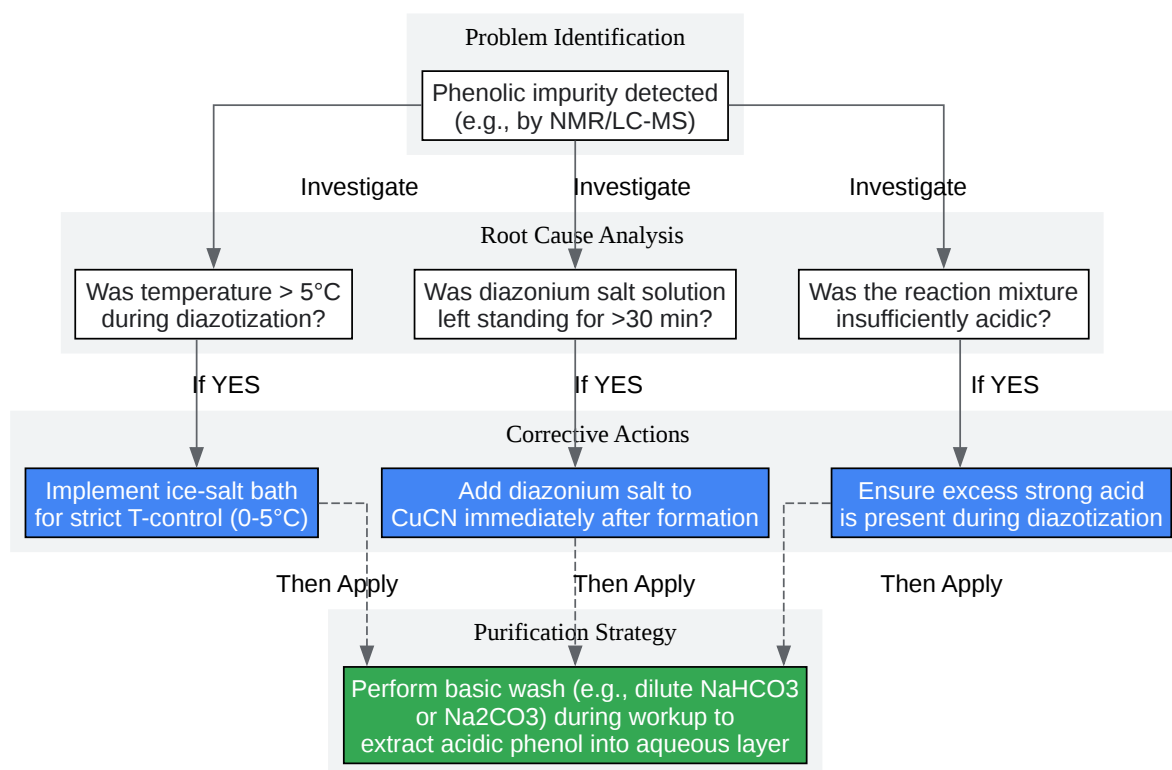 Problem Identification
Phenolic impurity detected
(e.g., by NMR/LC-MS)
Investigate
Investigate
Investigate
Root Cause Analysis
Was temperature > 5°C
during diazotization?
Was diazonium salt solution
left standing for >30 min?
Was the reaction mixture
insufficiently acidic?
If YES
If YES
If YES
Corrective Actions
Implement ice-salt bath
for strict T-control (0-5°C)
Add diazonium salt to
CuCN immediately after formation
Ensure excess strong acid
is present during diazotization
Then Apply
Then Apply
Then Apply
Purification Strategy
Perform basic wash (e.g., dilute NaHCO3
or Na2CO3) during workup to
extract acidic phenol into aqueous layer